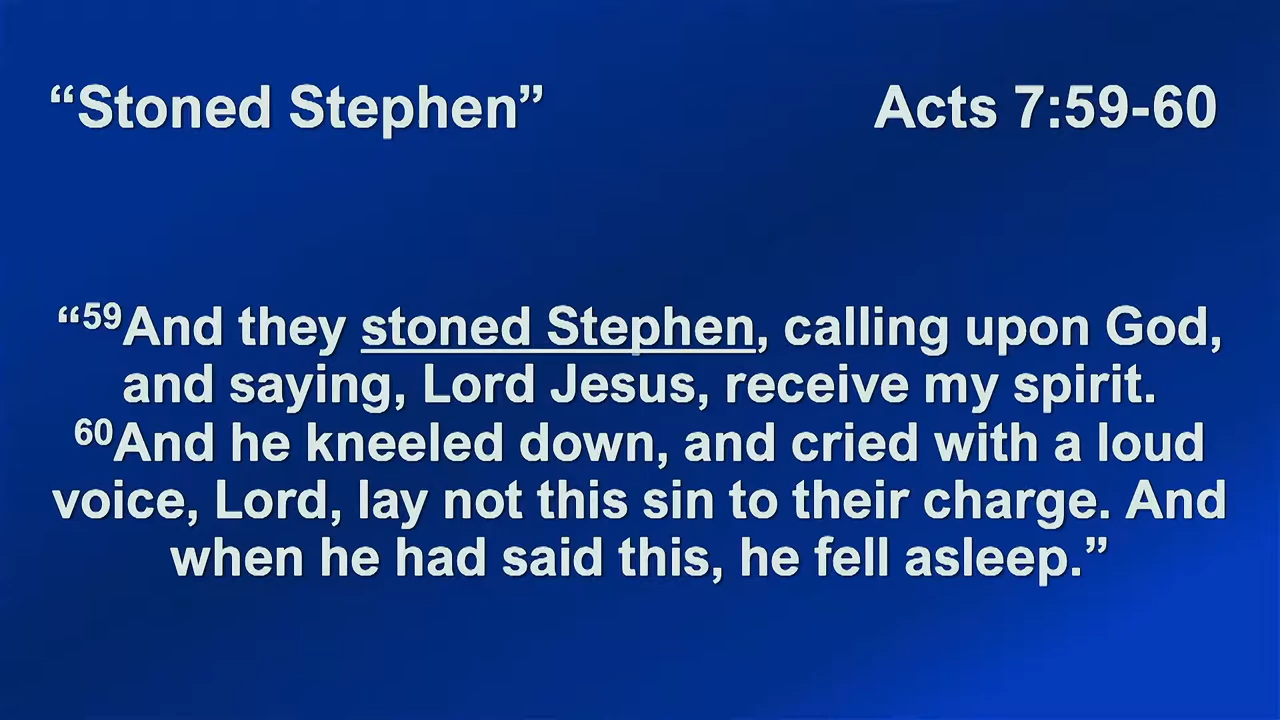 “Stoned Stephen” Acts 7:59-60
“59And they stoned Stephen, calling upon God,
and saying, Lord Jesus, receive my spirit.
60And he kneeled down, and cried with a loud
voice, Lord, lay not this sin to their charge. And
when he had said this, he fell asleep.”